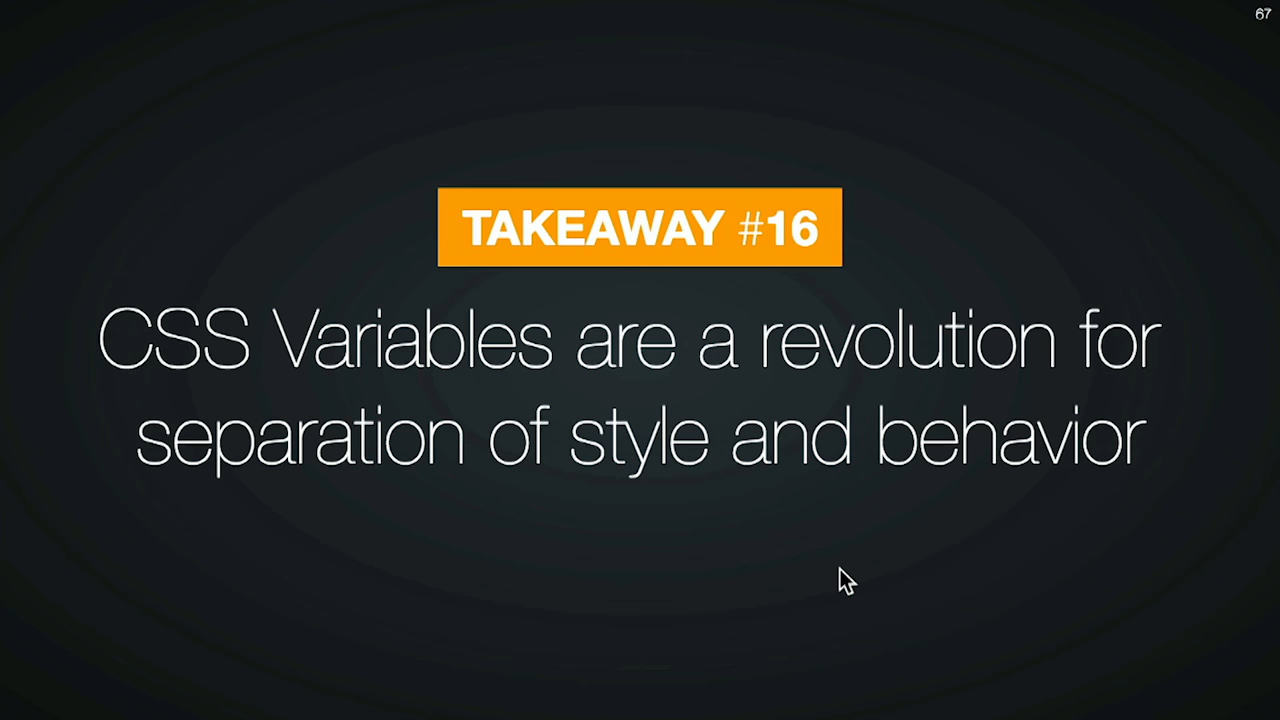 67
TAKEAWAY #16
CSS Variables are a revolution for
separation of style and behavior